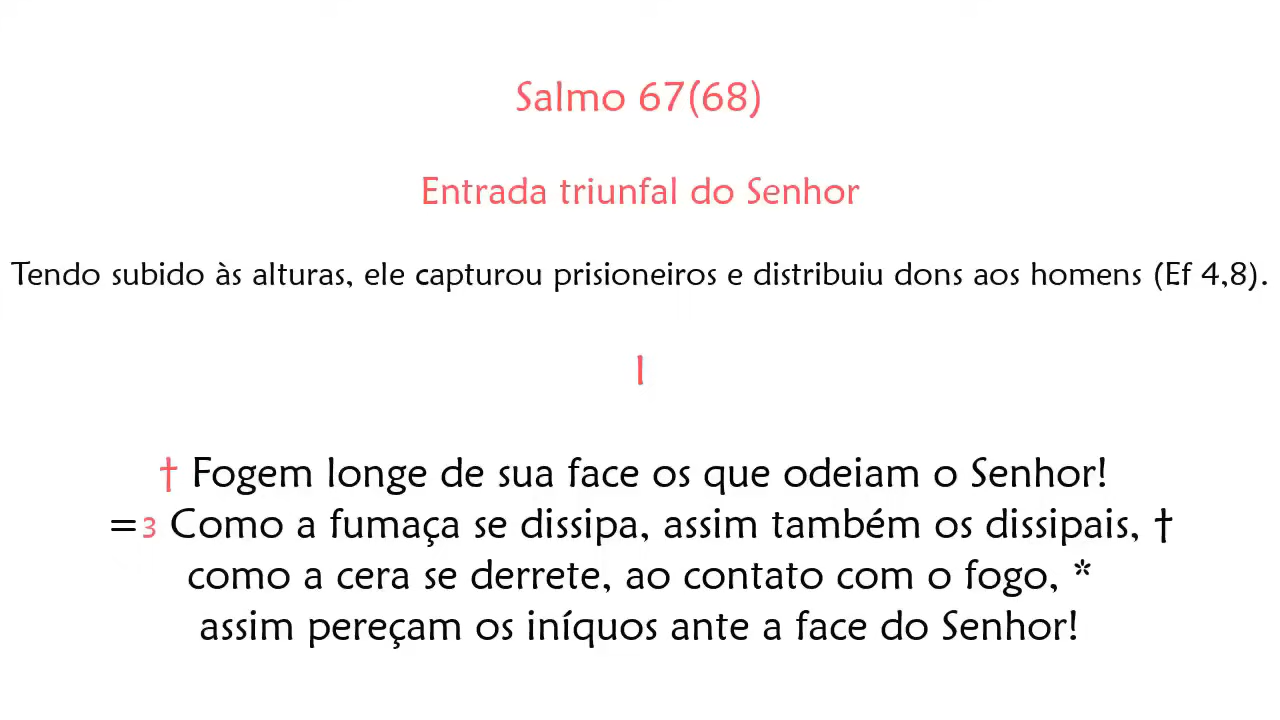 Salmo 67(68)
Entrada triunfal do Senhor
Tendo subido às alturas, ele capturou prisioneiros e distribuiu dons aos homens (Ef 4,8).
I
† Fogem longe de sua face os que odeiam o Senhor!
=3 Como a fumaça se dissipa, assim também os dissipais, †
como a cera se derrete, ao contato com o fogo, *
assim pereçam os iníquos ante a face do Senhor!